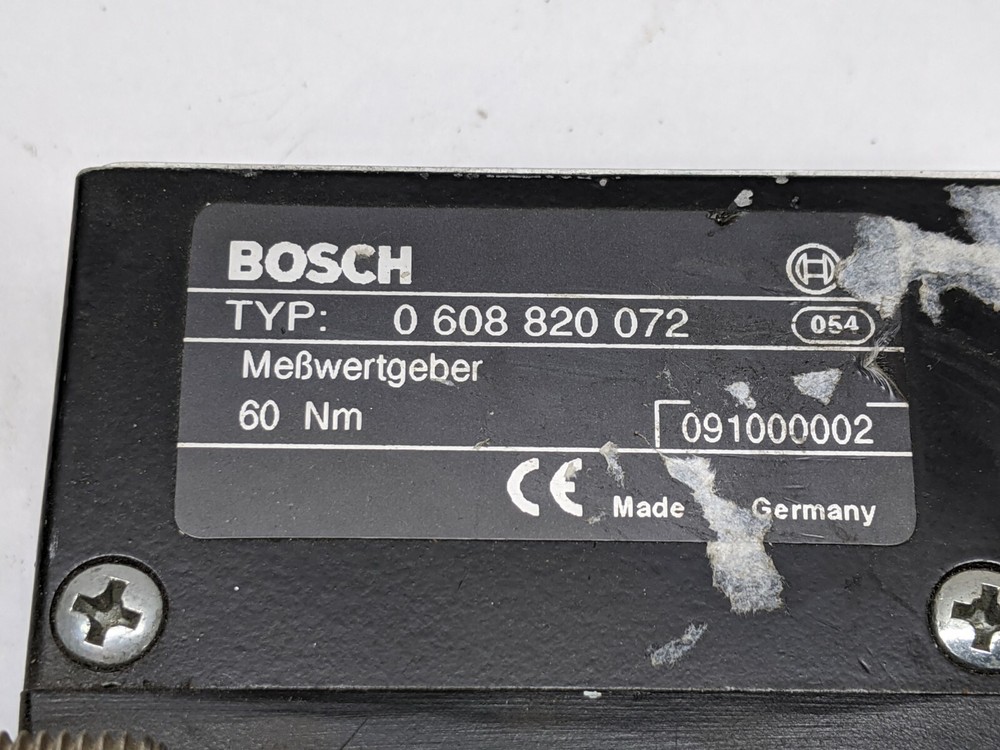 BOSCH
TYP: 0 608 820 072 054
Meßwertgeber
60 Nm 091000002
CE Made Germany